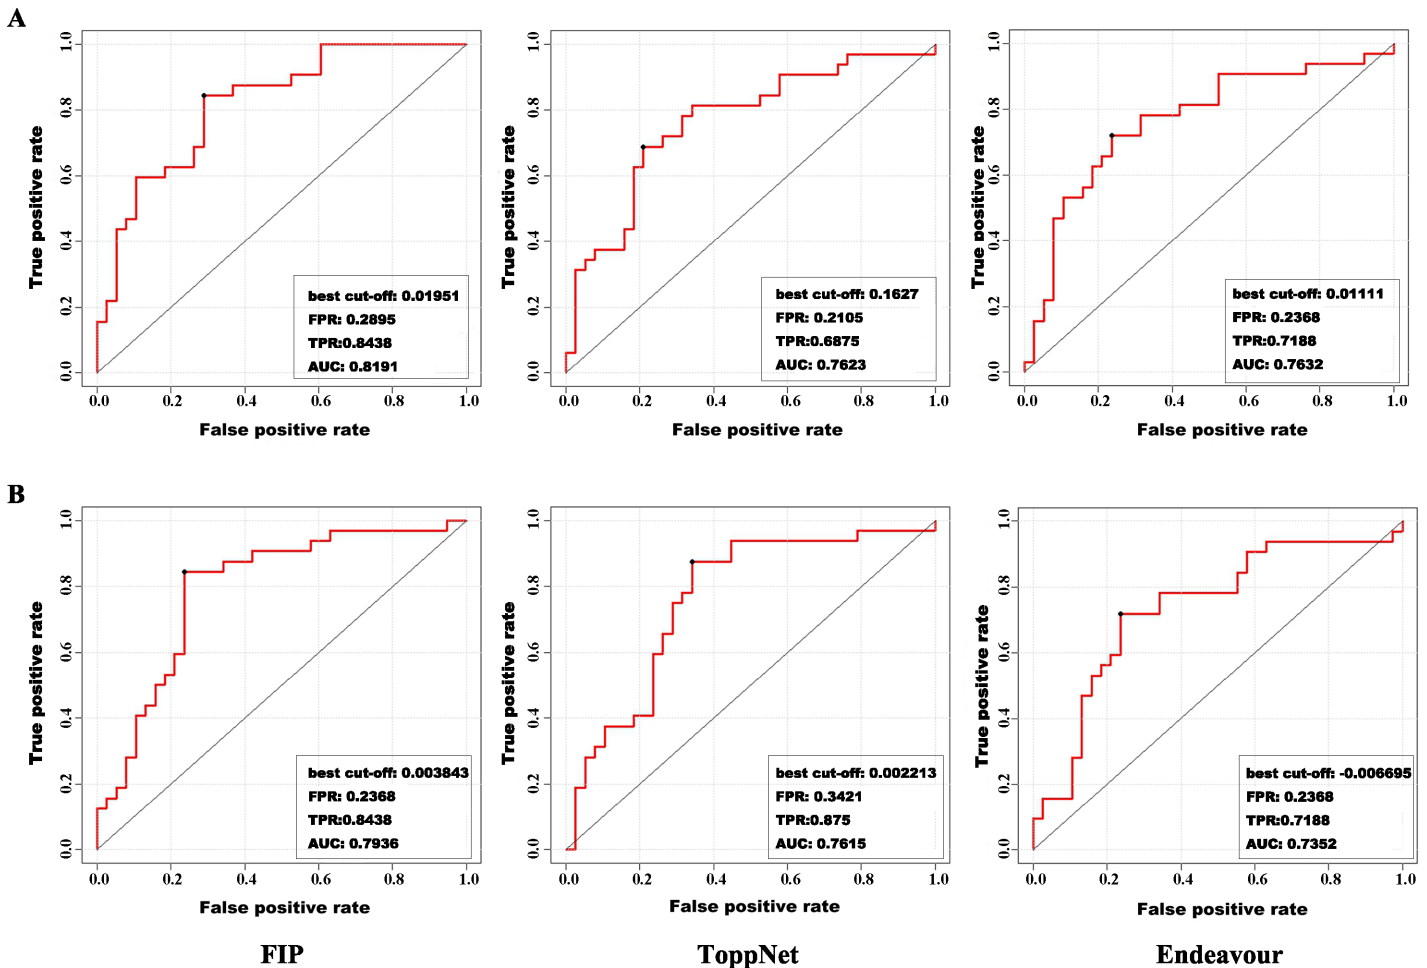 A
1.0
0.8
0.6
0.4
0.2
0.0
True positive rate
best cut-off: 0.01951
FPR: 0.2895
TPR:0.8438
AUC: 0.8191
0.0 0.2 0.4 0.6 0.8 1.0
False positive rate
1.0
0.8
0.6
0.4
0.2
0.0
True positive rate
best cut-off: 0.1627
FPR: 0.2105
TPR:0.6875
AUC: 0.7623
0.0 0.2 0.4 0.6 0.8 1.0
False positive rate
1.0
0.8
0.6
0.4
0.2
0.0
True positive rate
best cut-off: 0.01111
FPR: 0.2368
TPR:0.7188
AUC: 0.7632
0.0 0.2 0.4 0.6 0.8 1.0
False positive rate
B
1.0
0.8
0.6
0.4
0.2
0.0
True positive rate
best cut-off: 0.003843
FPR: 0.2368
TPR:0.8438
AUC: 0.7936
0.0 0.2 0.4 0.6 0.8 1.0
False positive rate
1.0
0.8
0.6
0.4
0.2
0.0
True positive rate
best cut-off: 0.002213
FPR: 0.3421
TPR:0.875
AUC: 0.7615
0.0 0.2 0.4 0.6 0.8 1.0
False positive rate
1.0
0.8
0.6
0.4
0.2
0.0
True positive rate
best cut-off: -0.006695
FPR: 0.2368
TPR:0.7188
AUC: 0.7352
0.0 0.2 0.4 0.6 0.8 1.0
False positive rate
FIP
ToppNet
Endeavour